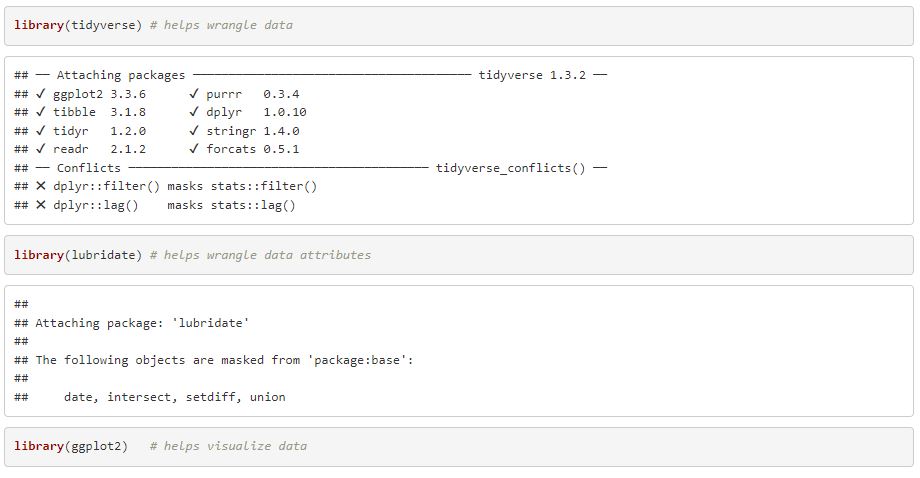 library(tidyverse) # helps wrangle data
## ── Attaching packages ─────────────────────────────────────── tidyverse 1.3.2 ──
## ✓ ggplot2 3.3.6      ✓ purrr   0.3.4
## ✓ tibble  3.1.8      ✓ dplyr   1.0.10
## ✓ tidyr   1.2.0      ✓ stringr 1.4.0
## ✓ readr   2.1.2      ✓ forcats 0.5.1
## ── Conflicts ────────────────────────────────────────── tidyverse_conflicts() ──
## ✕ dplyr::filter() masks stats::filter()
## ✕ dplyr::lag()    masks stats::lag()
library(lubridate) # helps wrangle data attributes
##
## Attaching package: 'lubridate'
##
## The following objects are masked from 'package:base':
##
##     date, intersect, setdiff, union
library(ggplot2)   # helps visualize data